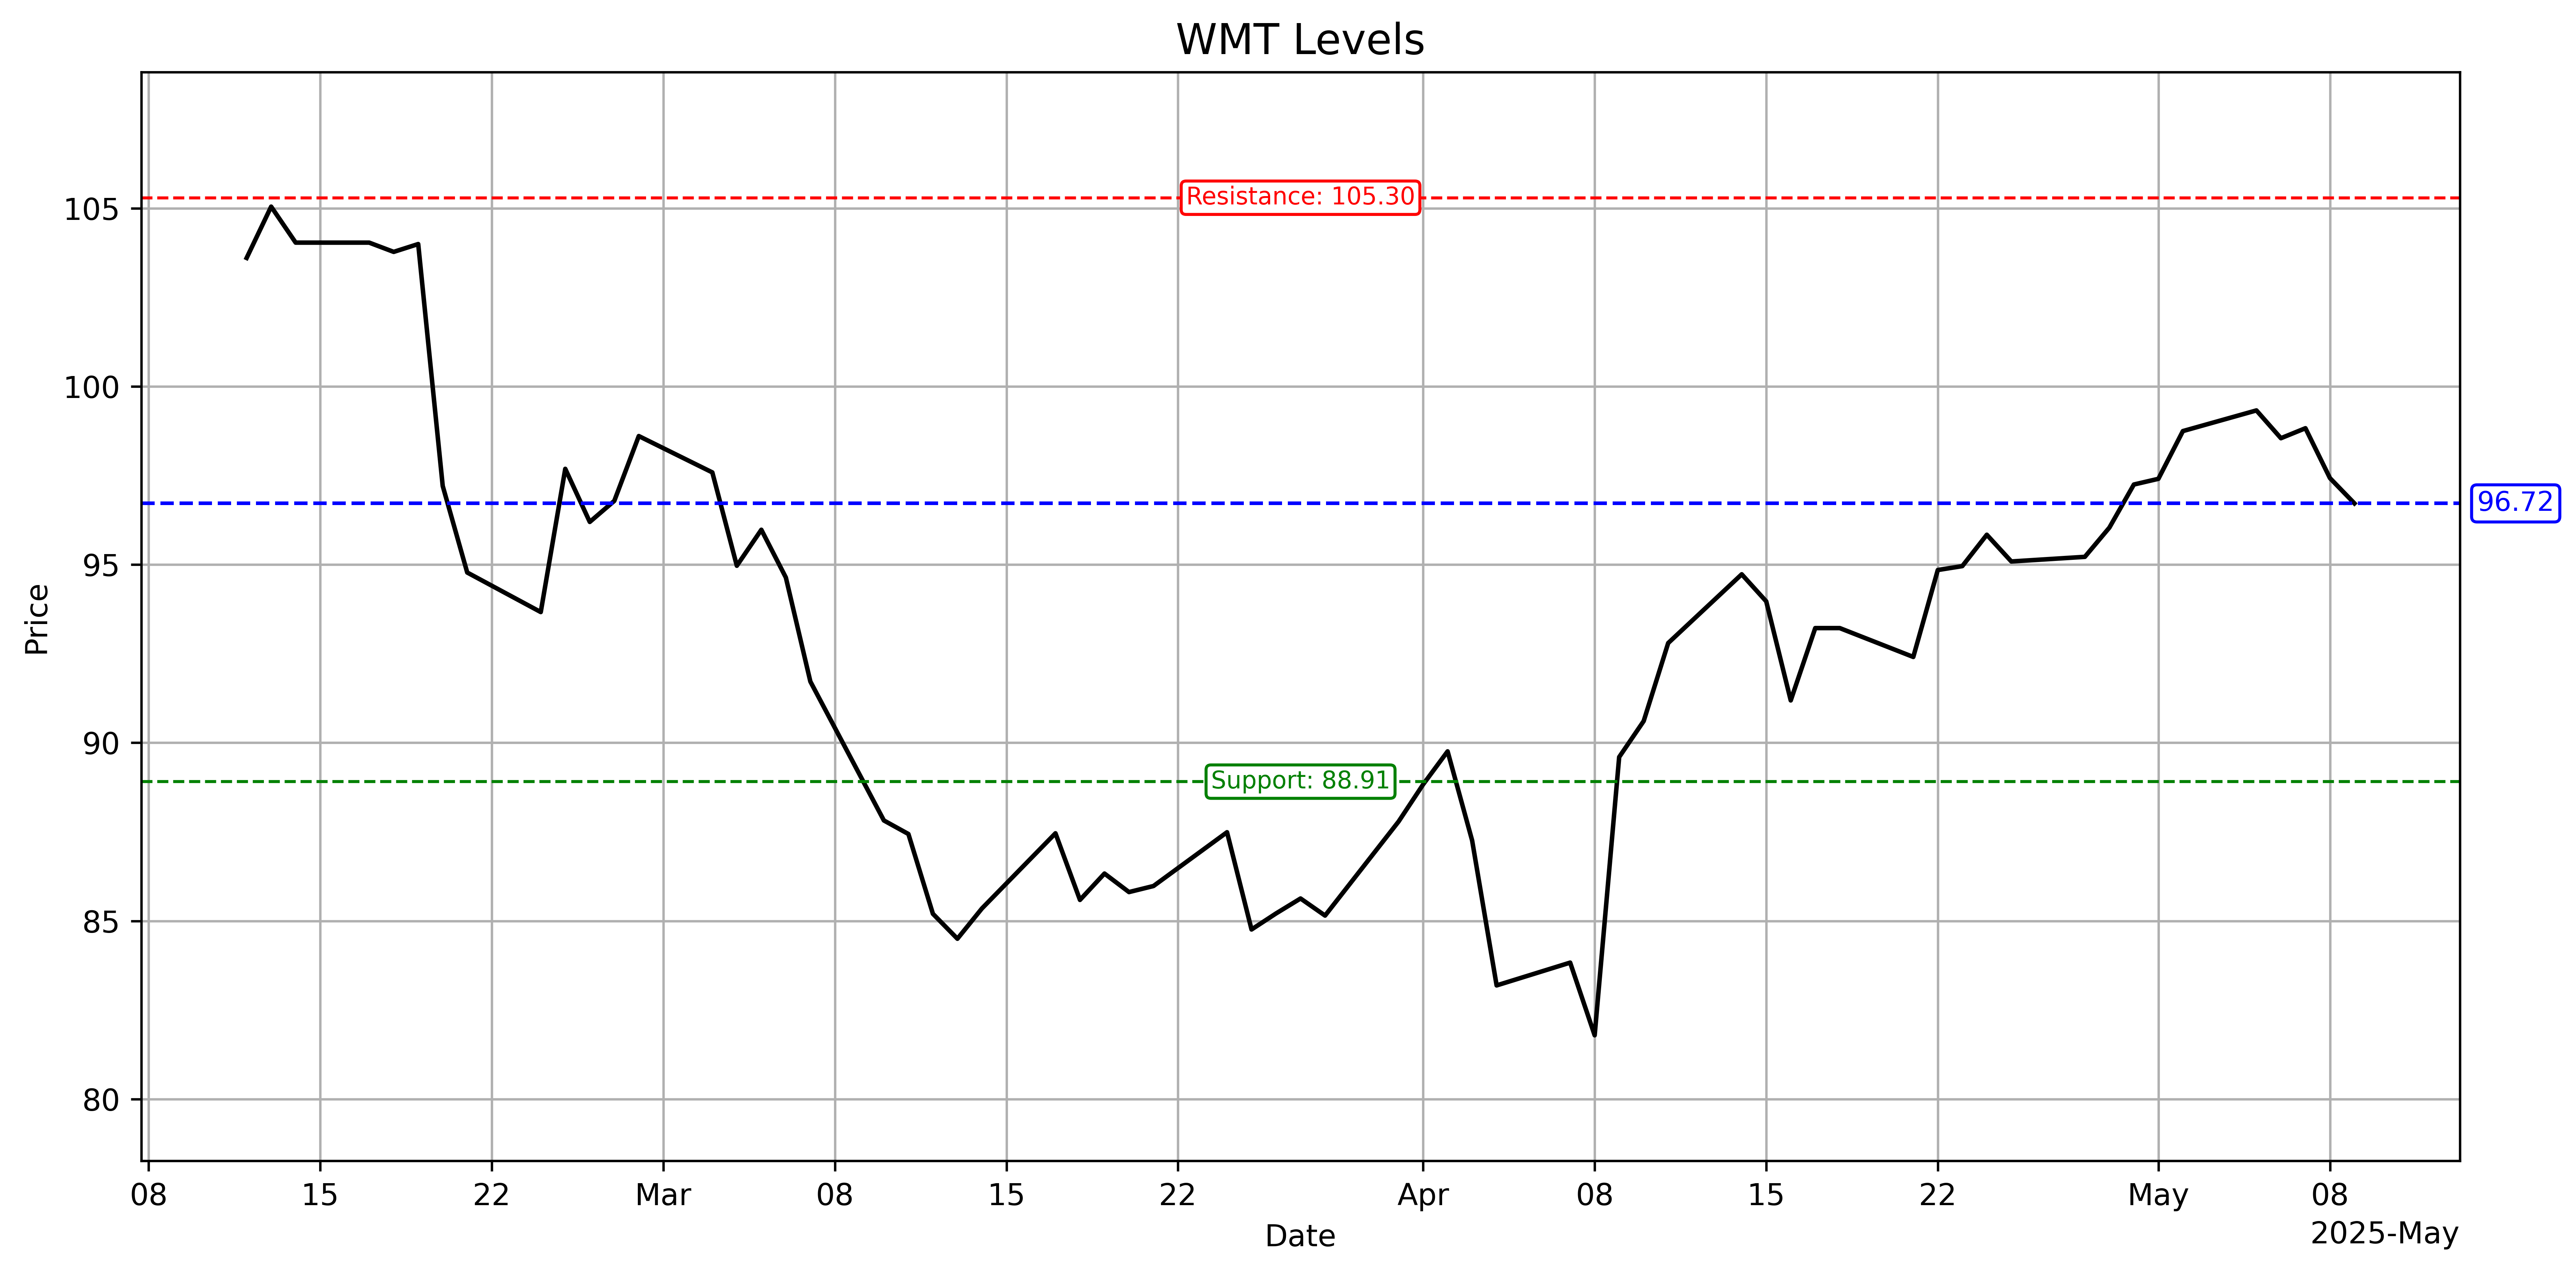 WMT Levels
105
100
95
90
85
80
Price
Resistance: 105.30
96.72
Support: 88.91
08 15 22 Mar 08 15 22 Apr 08 15 22 May 08
2025-May
Date